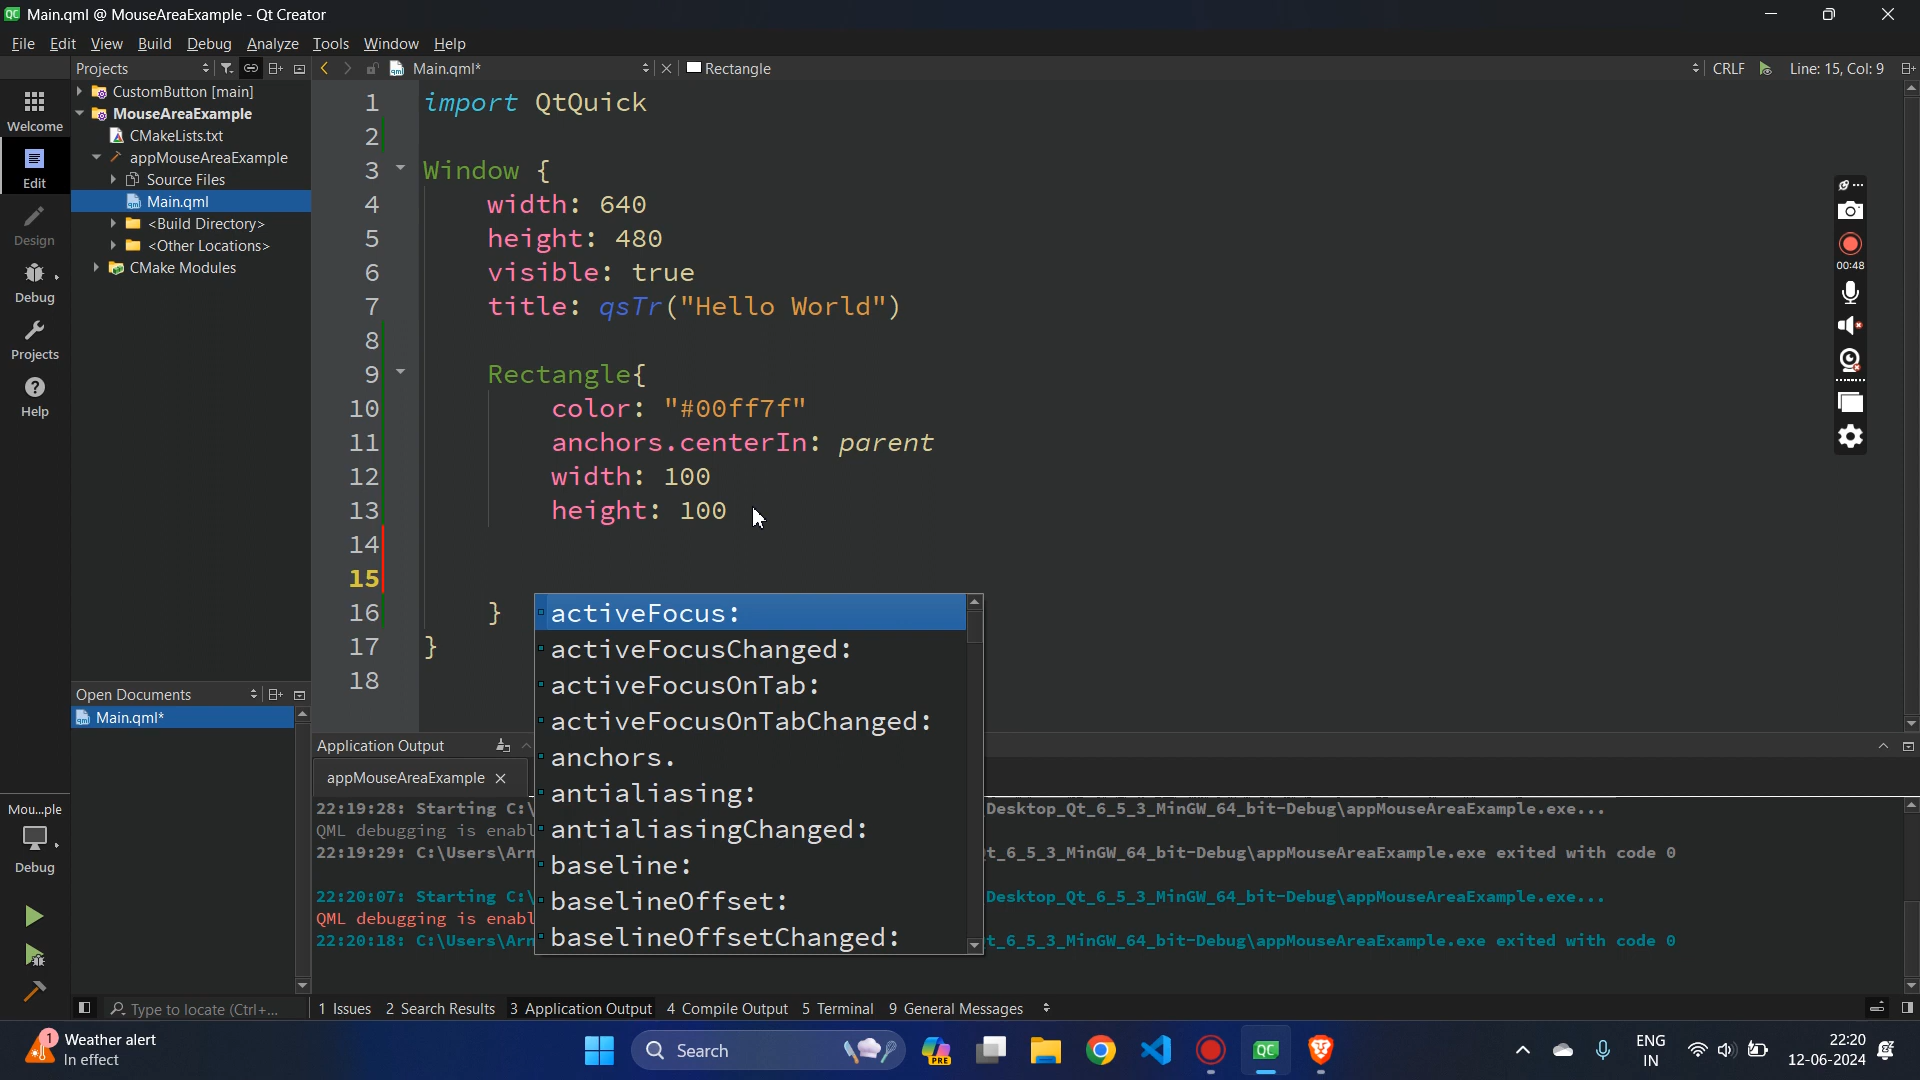 Main.qml @ MouseAreaExample - Qt Creator
File Edit View Build Debug Analyze Tools Window Help
Projects
Main.qml*
Rectangle
CRLF
Line: 15, Col: 9
Welcome
Edit
Design
Debug
Projects
Help
CustomButton [main]
MouseAreaExample
CMakeLists.txt
appMouseAreaExample
Source Files
Main.qml
<Build Directory>
<Other Locations>
CMake Modules
1 import QtQuick
2
3 Window {
4 width: 640
5 height: 480
6 visible: true
7 title: qsTr("Hello World")
8
9 Rectangle{
10 color: "#00ff7f"
11 anchors.centerIn: parent
12 width: 100
13 height: 100
14
15
16 }
17 }
18
00:48
activeFocus:
activeFocusChanged:
activeFocusOnTab:
activeFocusOnTabChanged:
anchors.
antialiasing:
antialiasingChanged:
baseline:
baselineOffset:
baselineOffsetChanged:
Open Documents
Main.qml*
Application Output
appMouseAreaExample
22:19:28: Starting C:\
Desktop_Qt_6_5_3_MinGW_64_bit-Debug\appMouseAreaExample.exe...
QML debugging is enabl
22:19:29: C:\Users\Arn
t_6_5_3_MinGW_64_bit-Debug\appMouseAreaExample.exe exited with code 0
22:20:07: Starting C:\
Desktop_Qt_6_5_3_MinGW_64_bit-Debug\appMouseAreaExample.exe...
QML debugging is enabl
22:20:18: C:\Users\Arn
t_6_5_3_MinGW_64_bit-Debug\appMouseAreaExample.exe exited with code 0
Mou...ple
Debug
Type to locate (Ctrl+...
1 Issues 2 Search Results 3 Application Output 4 Compile Output 5 Terminal 9 General Messages
1
Weather alert
In effect
Search
PRE
QC
ENG
IN
22:20
12-06-2024